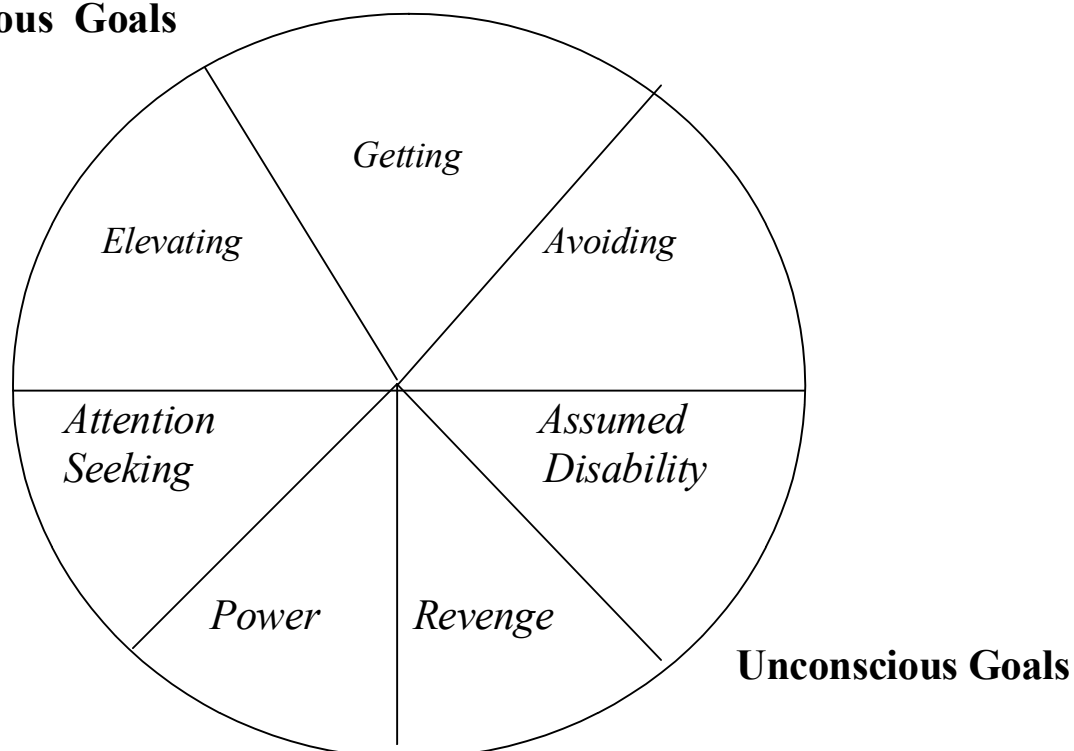 ous Goals
Getting
Elevating
Avoiding
Attention
Seeking
Assumed
Disability
Power
Revenge
Unconscious Goals